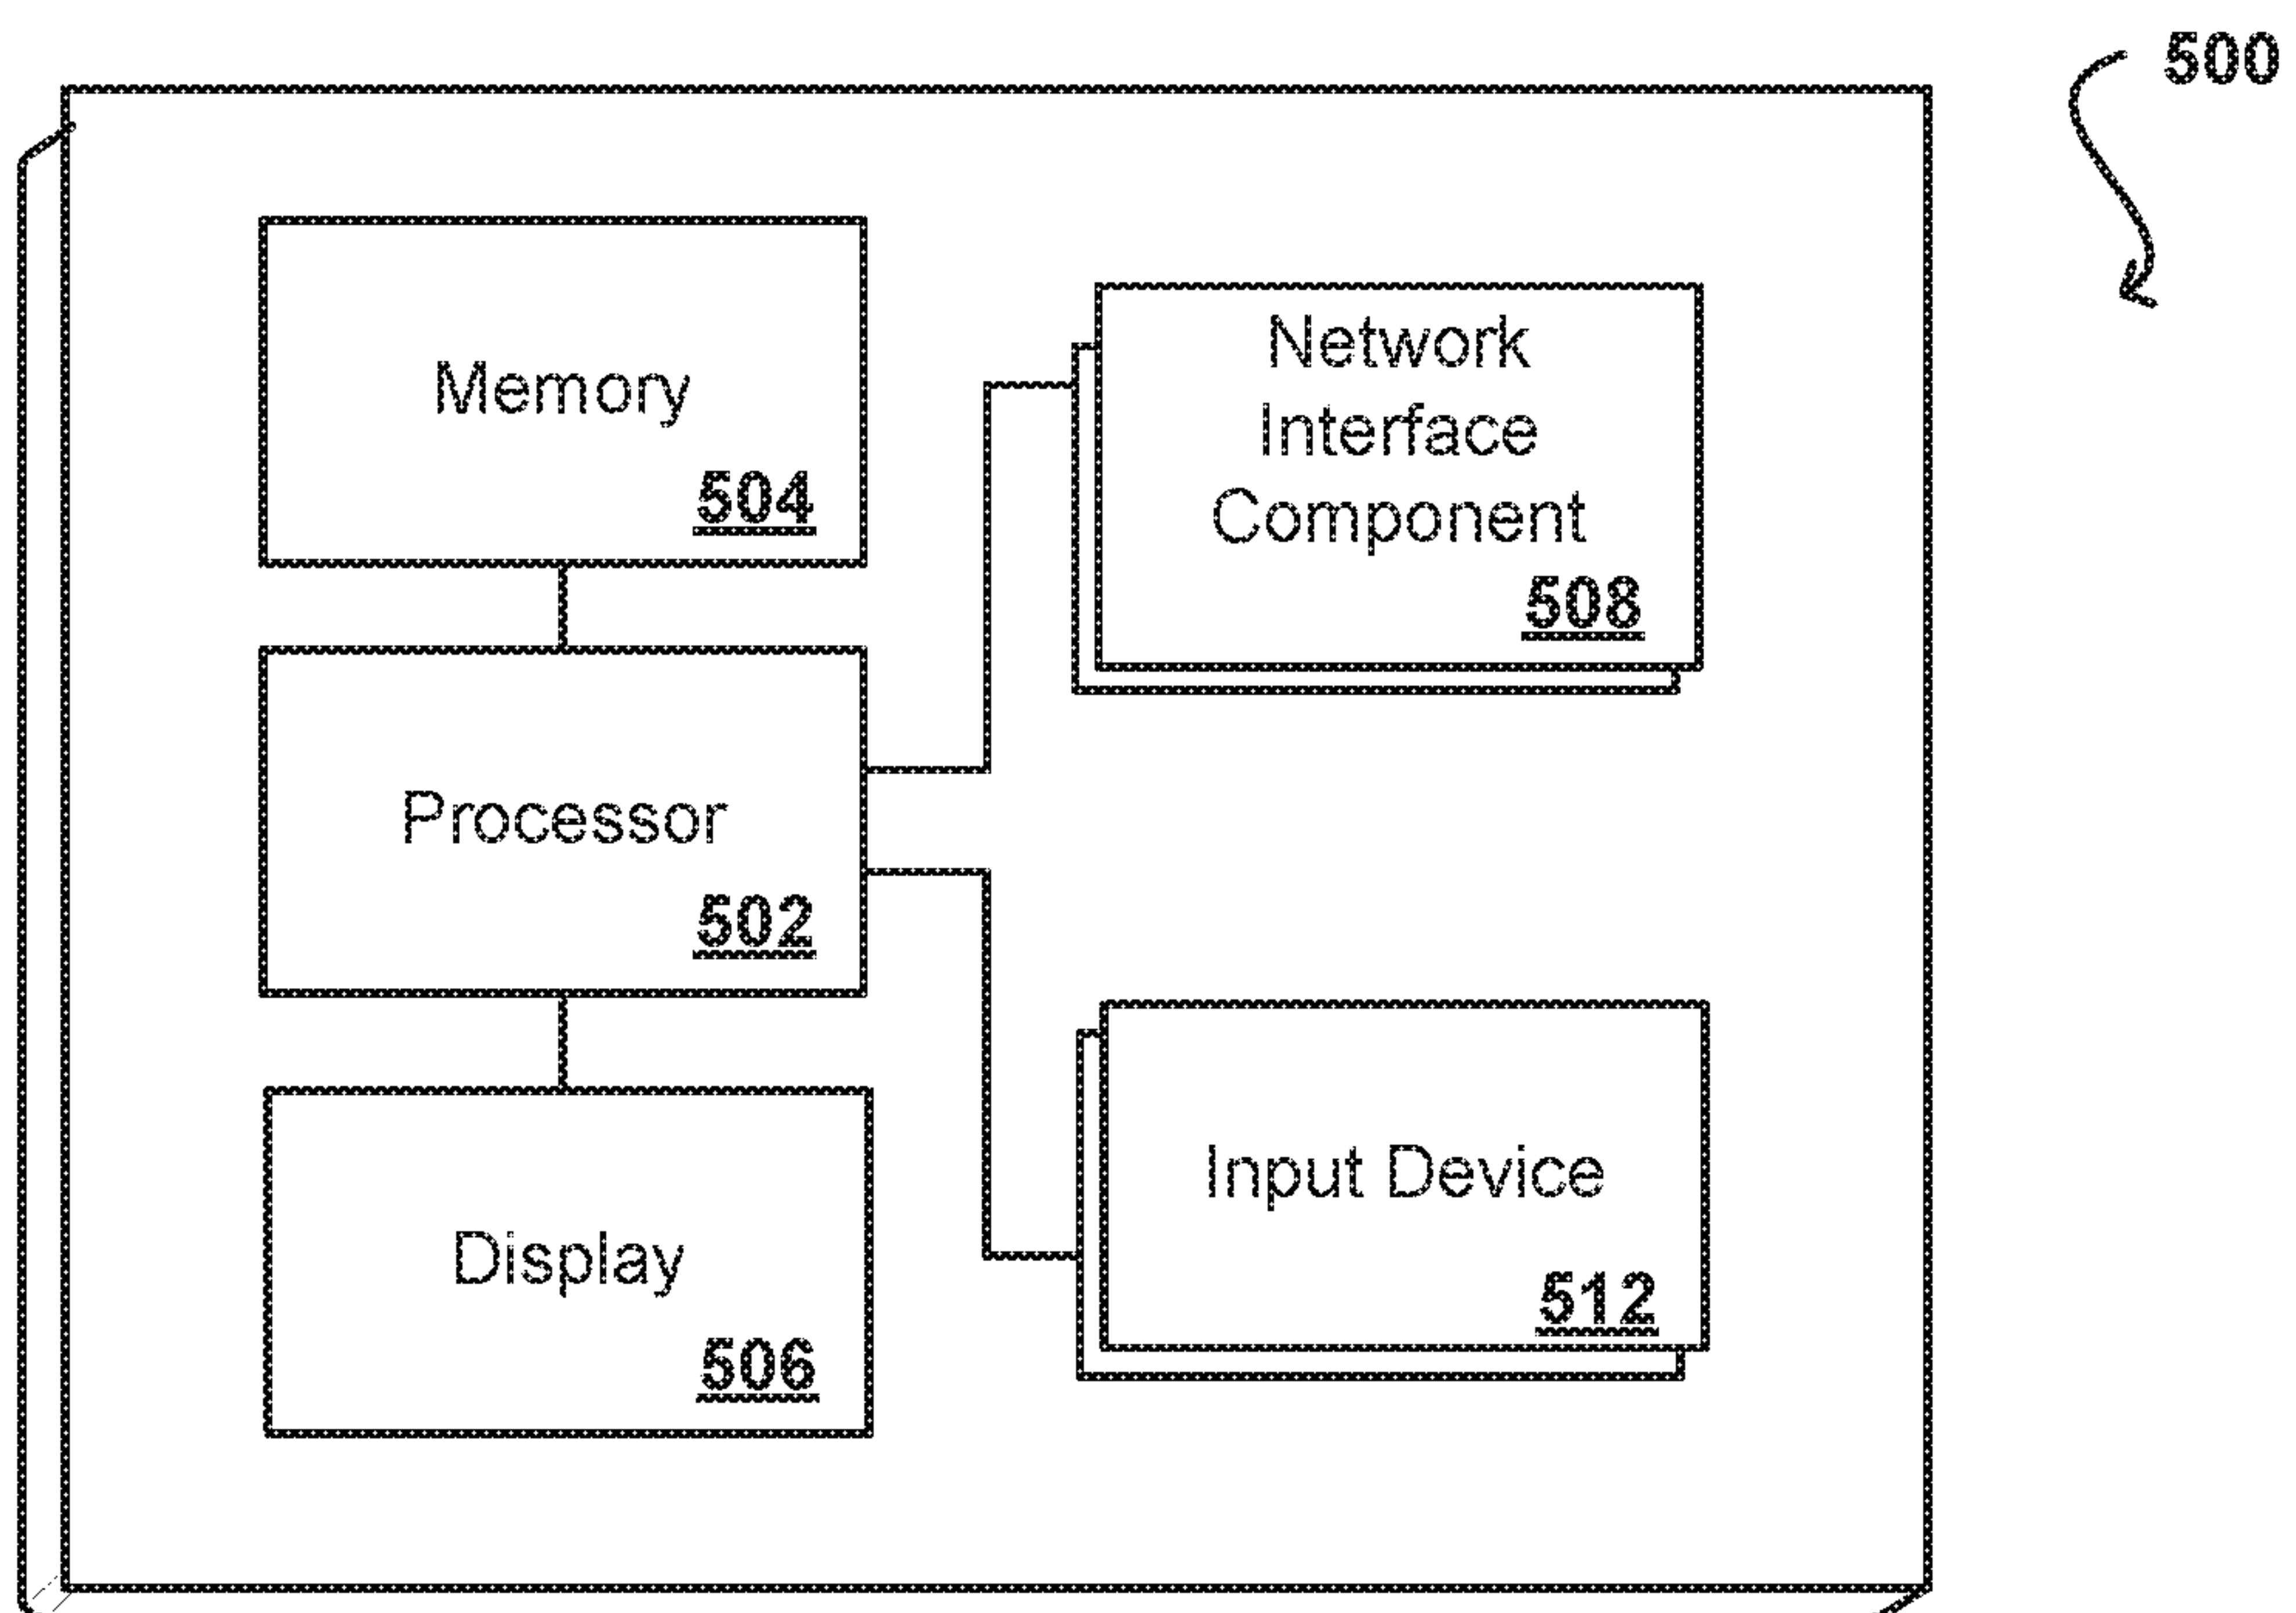 500
Memory
504
Network
Interface
Component
508
Processor
502
Input Device
512
Display
506